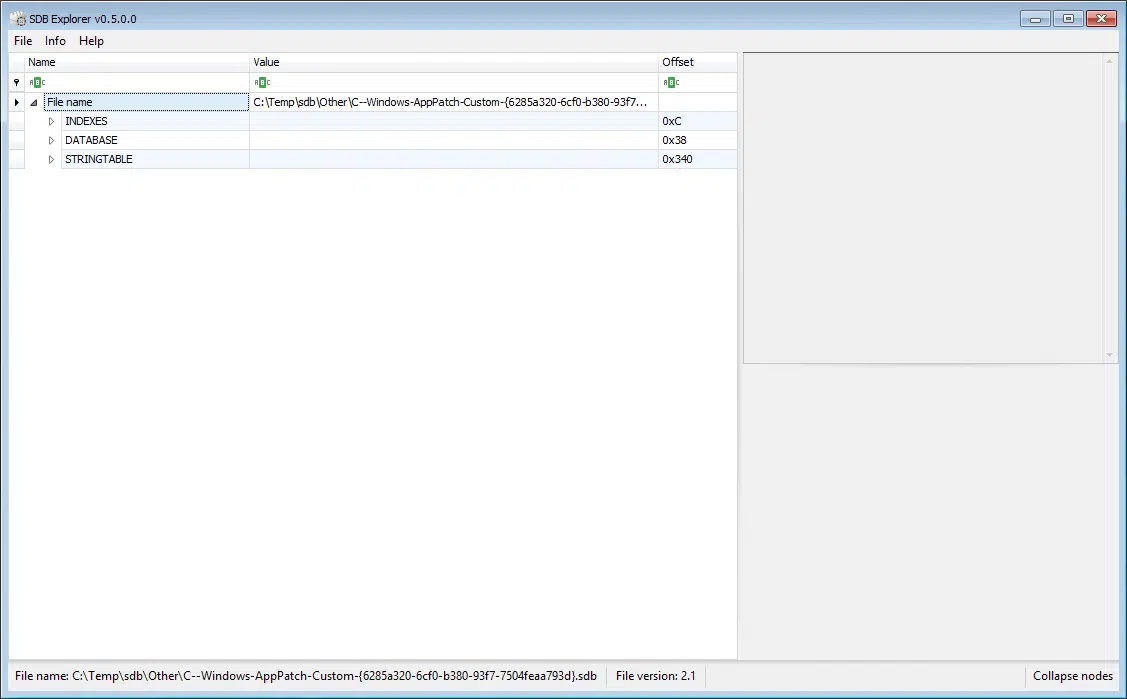 SDB Explorer v0.5.0.0
File Info Help
Name Value Offset
ABC ABC ABC
File name C:\Temp\sdb\Other\C--Windows-AppPatch-Custom-{6285a320-6cf0-b380-93f7...
INDEXES 0xC
DATABASE 0x38
STRINGTABLE 0x340
File name: C:\Temp\sdb\Other\C--Windows-AppPatch-Custom-{6285a320-6cf0-b380-93f7-7504feaa793d}.sdb File version: 2.1 Collapse nodes